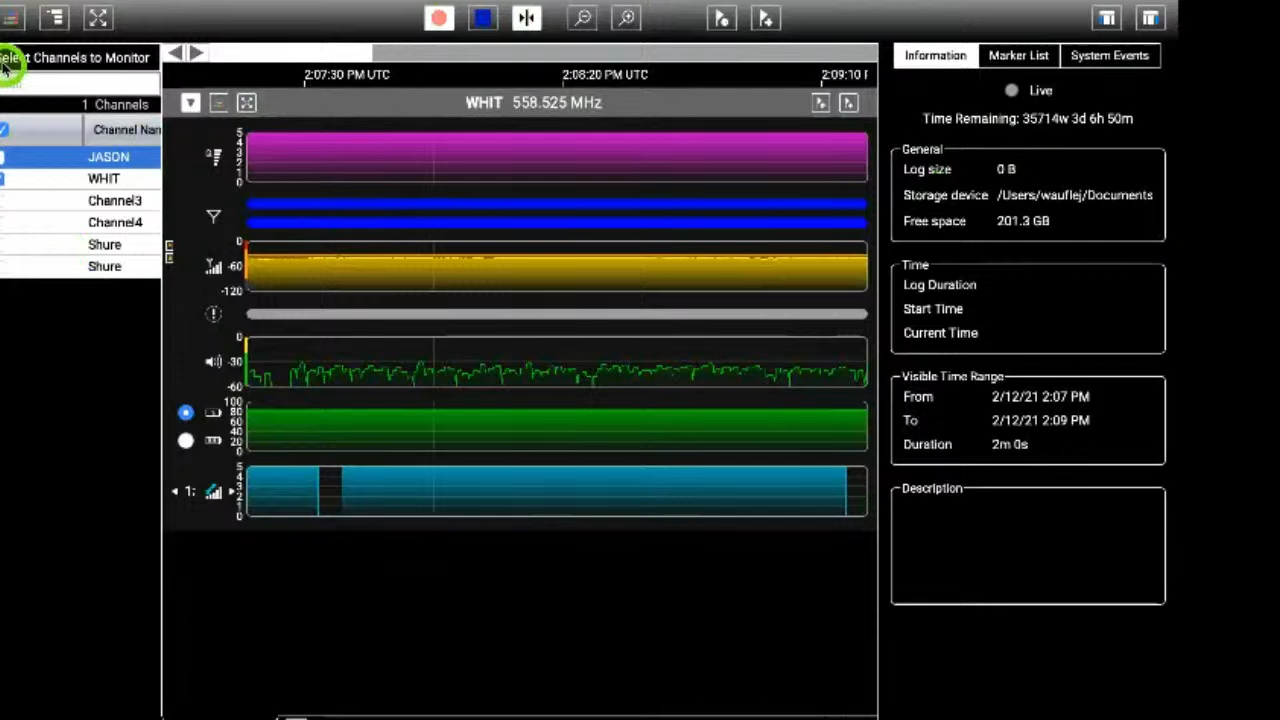 Select Channels to Monitor
1 Channels
Channel Nan
JASON
WHIT
Channel3
Channel4
Shure
Shure
2:07:30 PM UTC
2:08:20 PM UTC
2:09:10 F
WHIT 558.525 MHz
5
4
3
2
1
0
0
-60
-120
0
-30
-60
100
80
60
40
20
0
1:
5
4
3
2
1
0
Information
Marker List
System Events
Live
Time Remaining: 35714w 3d 6h 50m
General
Log size 0 B
Storage device /Users/wauflej/Documents
Free space 201.3 GB
Time
Log Duration
Start Time
Current Time
Visible Time Range
From 2/12/21 2:07 PM
To 2/12/21 2:09 PM
Duration 2m 0s
Description